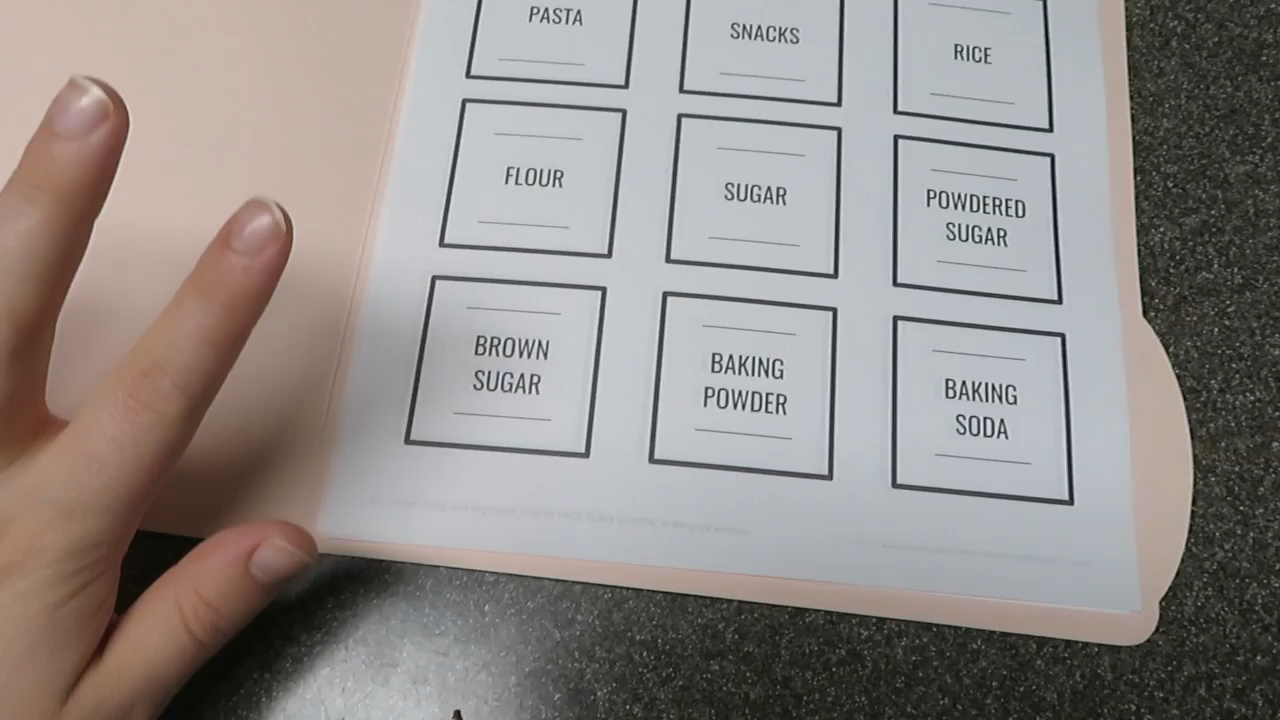 PASTA
SNACKS
RICE
FLOUR
SUGAR
POWDERED
SUGAR
BROWN
SUGAR
BAKING
POWDER
BAKING
SODA